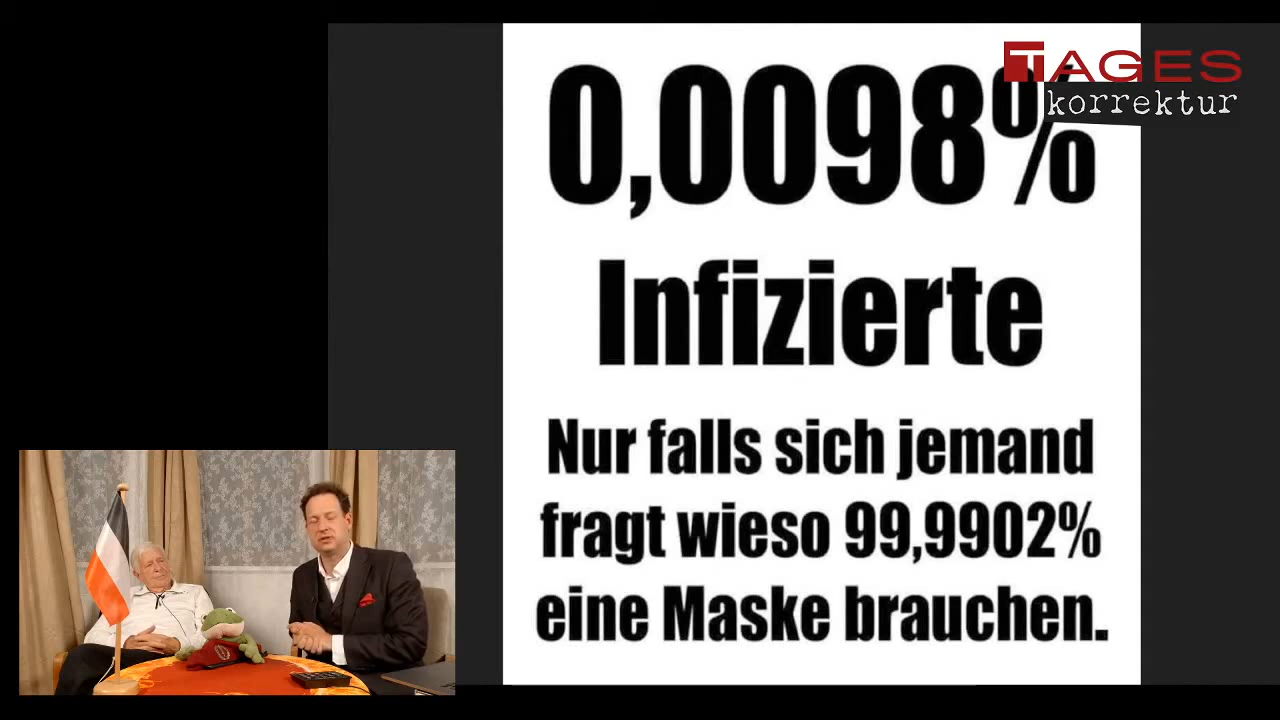 0,0098%
Infizierte
Nur falls sich jemand
fragt wieso 99,9902%
eine Maske brauchen.
TAGES
korrektur